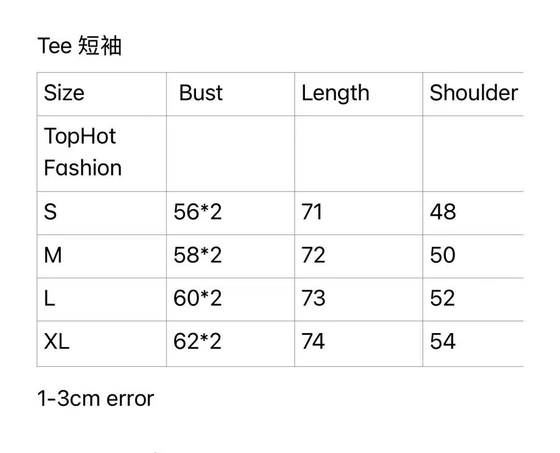 Tee 短袖
Size Bust Length Shoulder
TopHot
Fashion
S 56*2 71 48
M 58*2 72 50
L 60*2 73 52
XL 62*2 74 54
1-3cm error